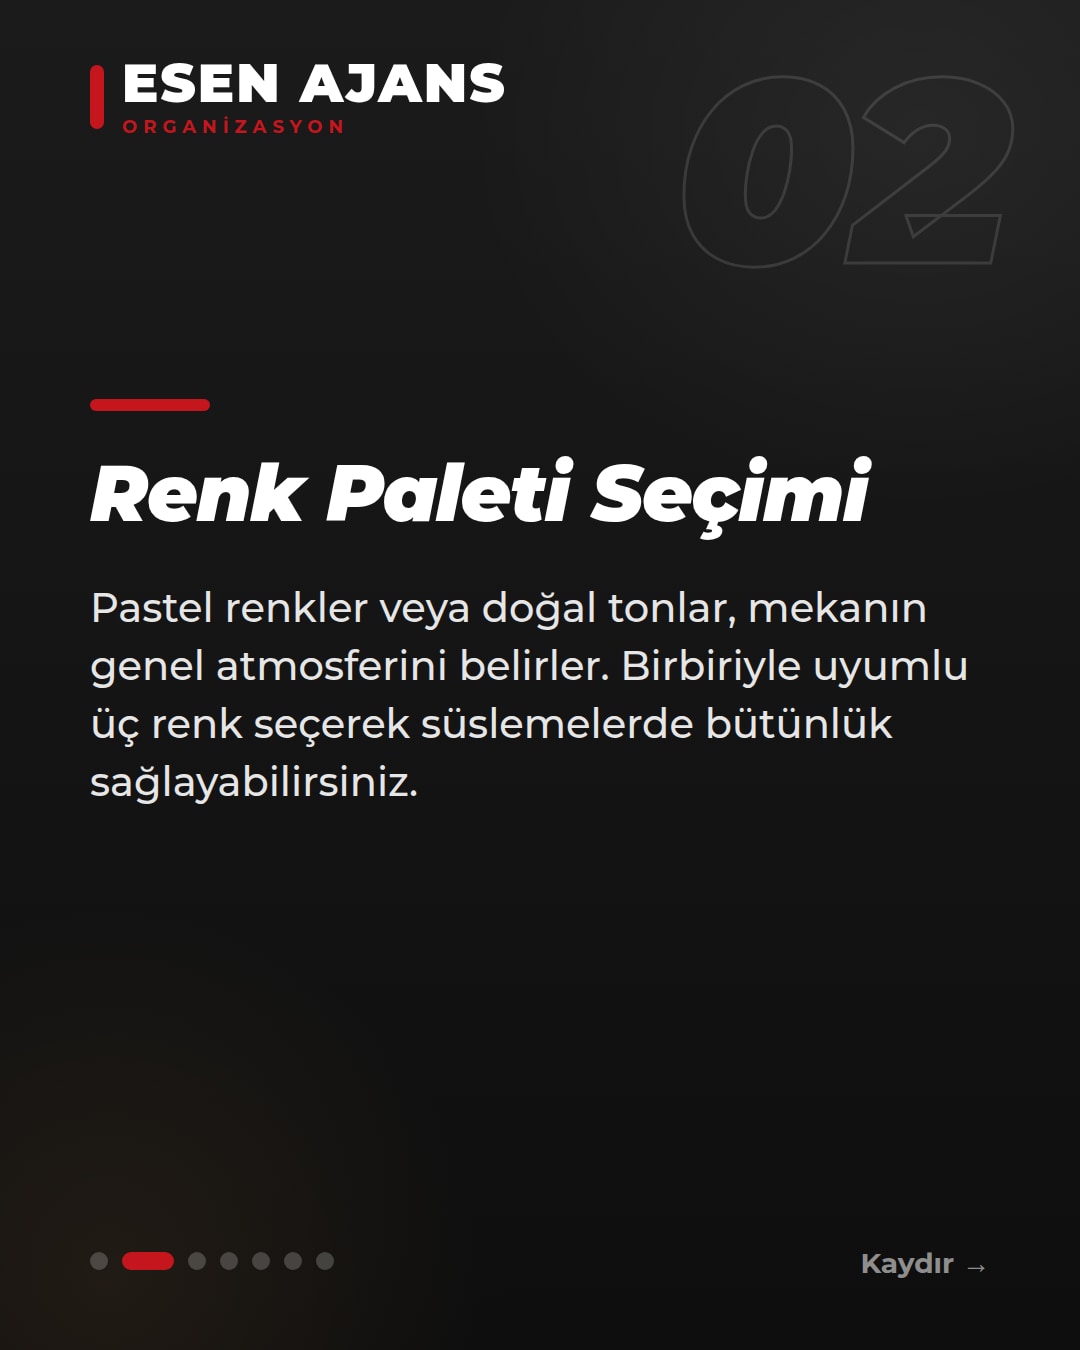 ESEN AJANS
ORGANİZASYON
02
Renk Paleti Seçimi
Pastel renkler veya doğal tonlar, mekanın
genel atmosferini belirler. Birbiriyle uyumlu
üç renk seçerek süslemelerde bütünlük
sağlayabilirsiniz.
Kaydır →